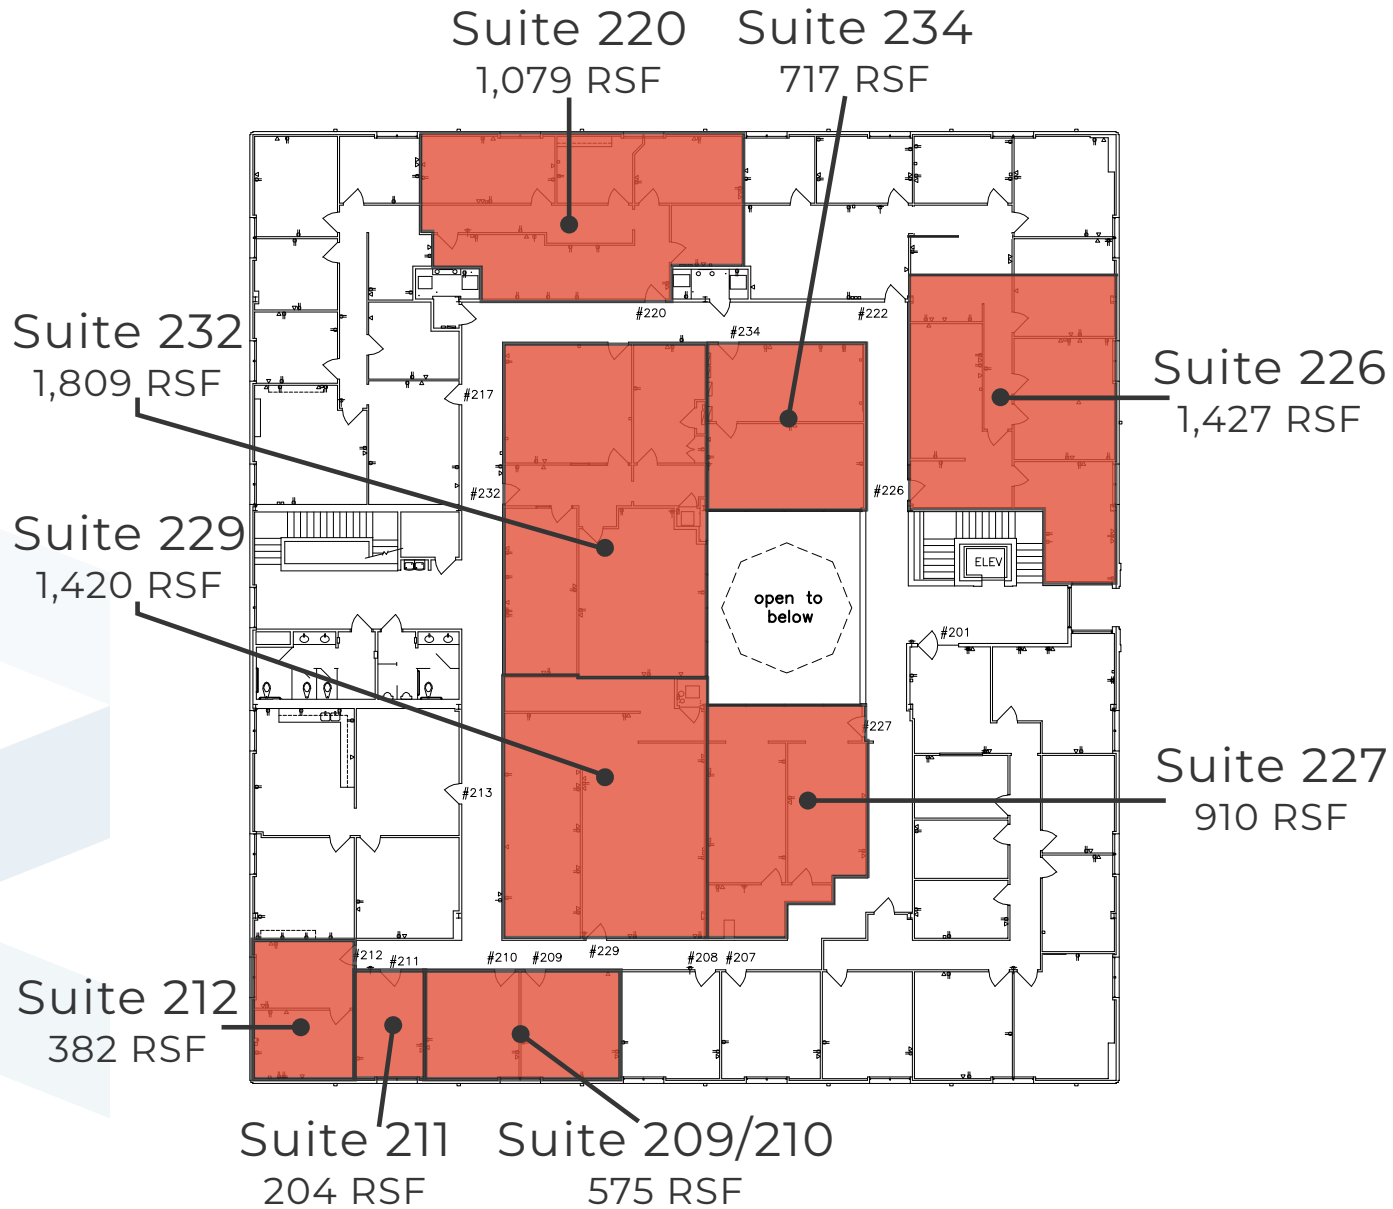 Suite 220
1,079 RSF
Suite 234
717 RSF
#220
#222
#234
Suite 232
1,809 RSF
Suite 226
1,427 RSF
#217
#232
#226
Suite 229
1,420 RSF
ELEV
open to
below
#201
#227
Suite 227
910 RSF
#213
#212
#211
#210
#209
#229
#208
#207
Suite 212
382 RSF
Suite 211
204 RSF
Suite 209/210
575 RSF